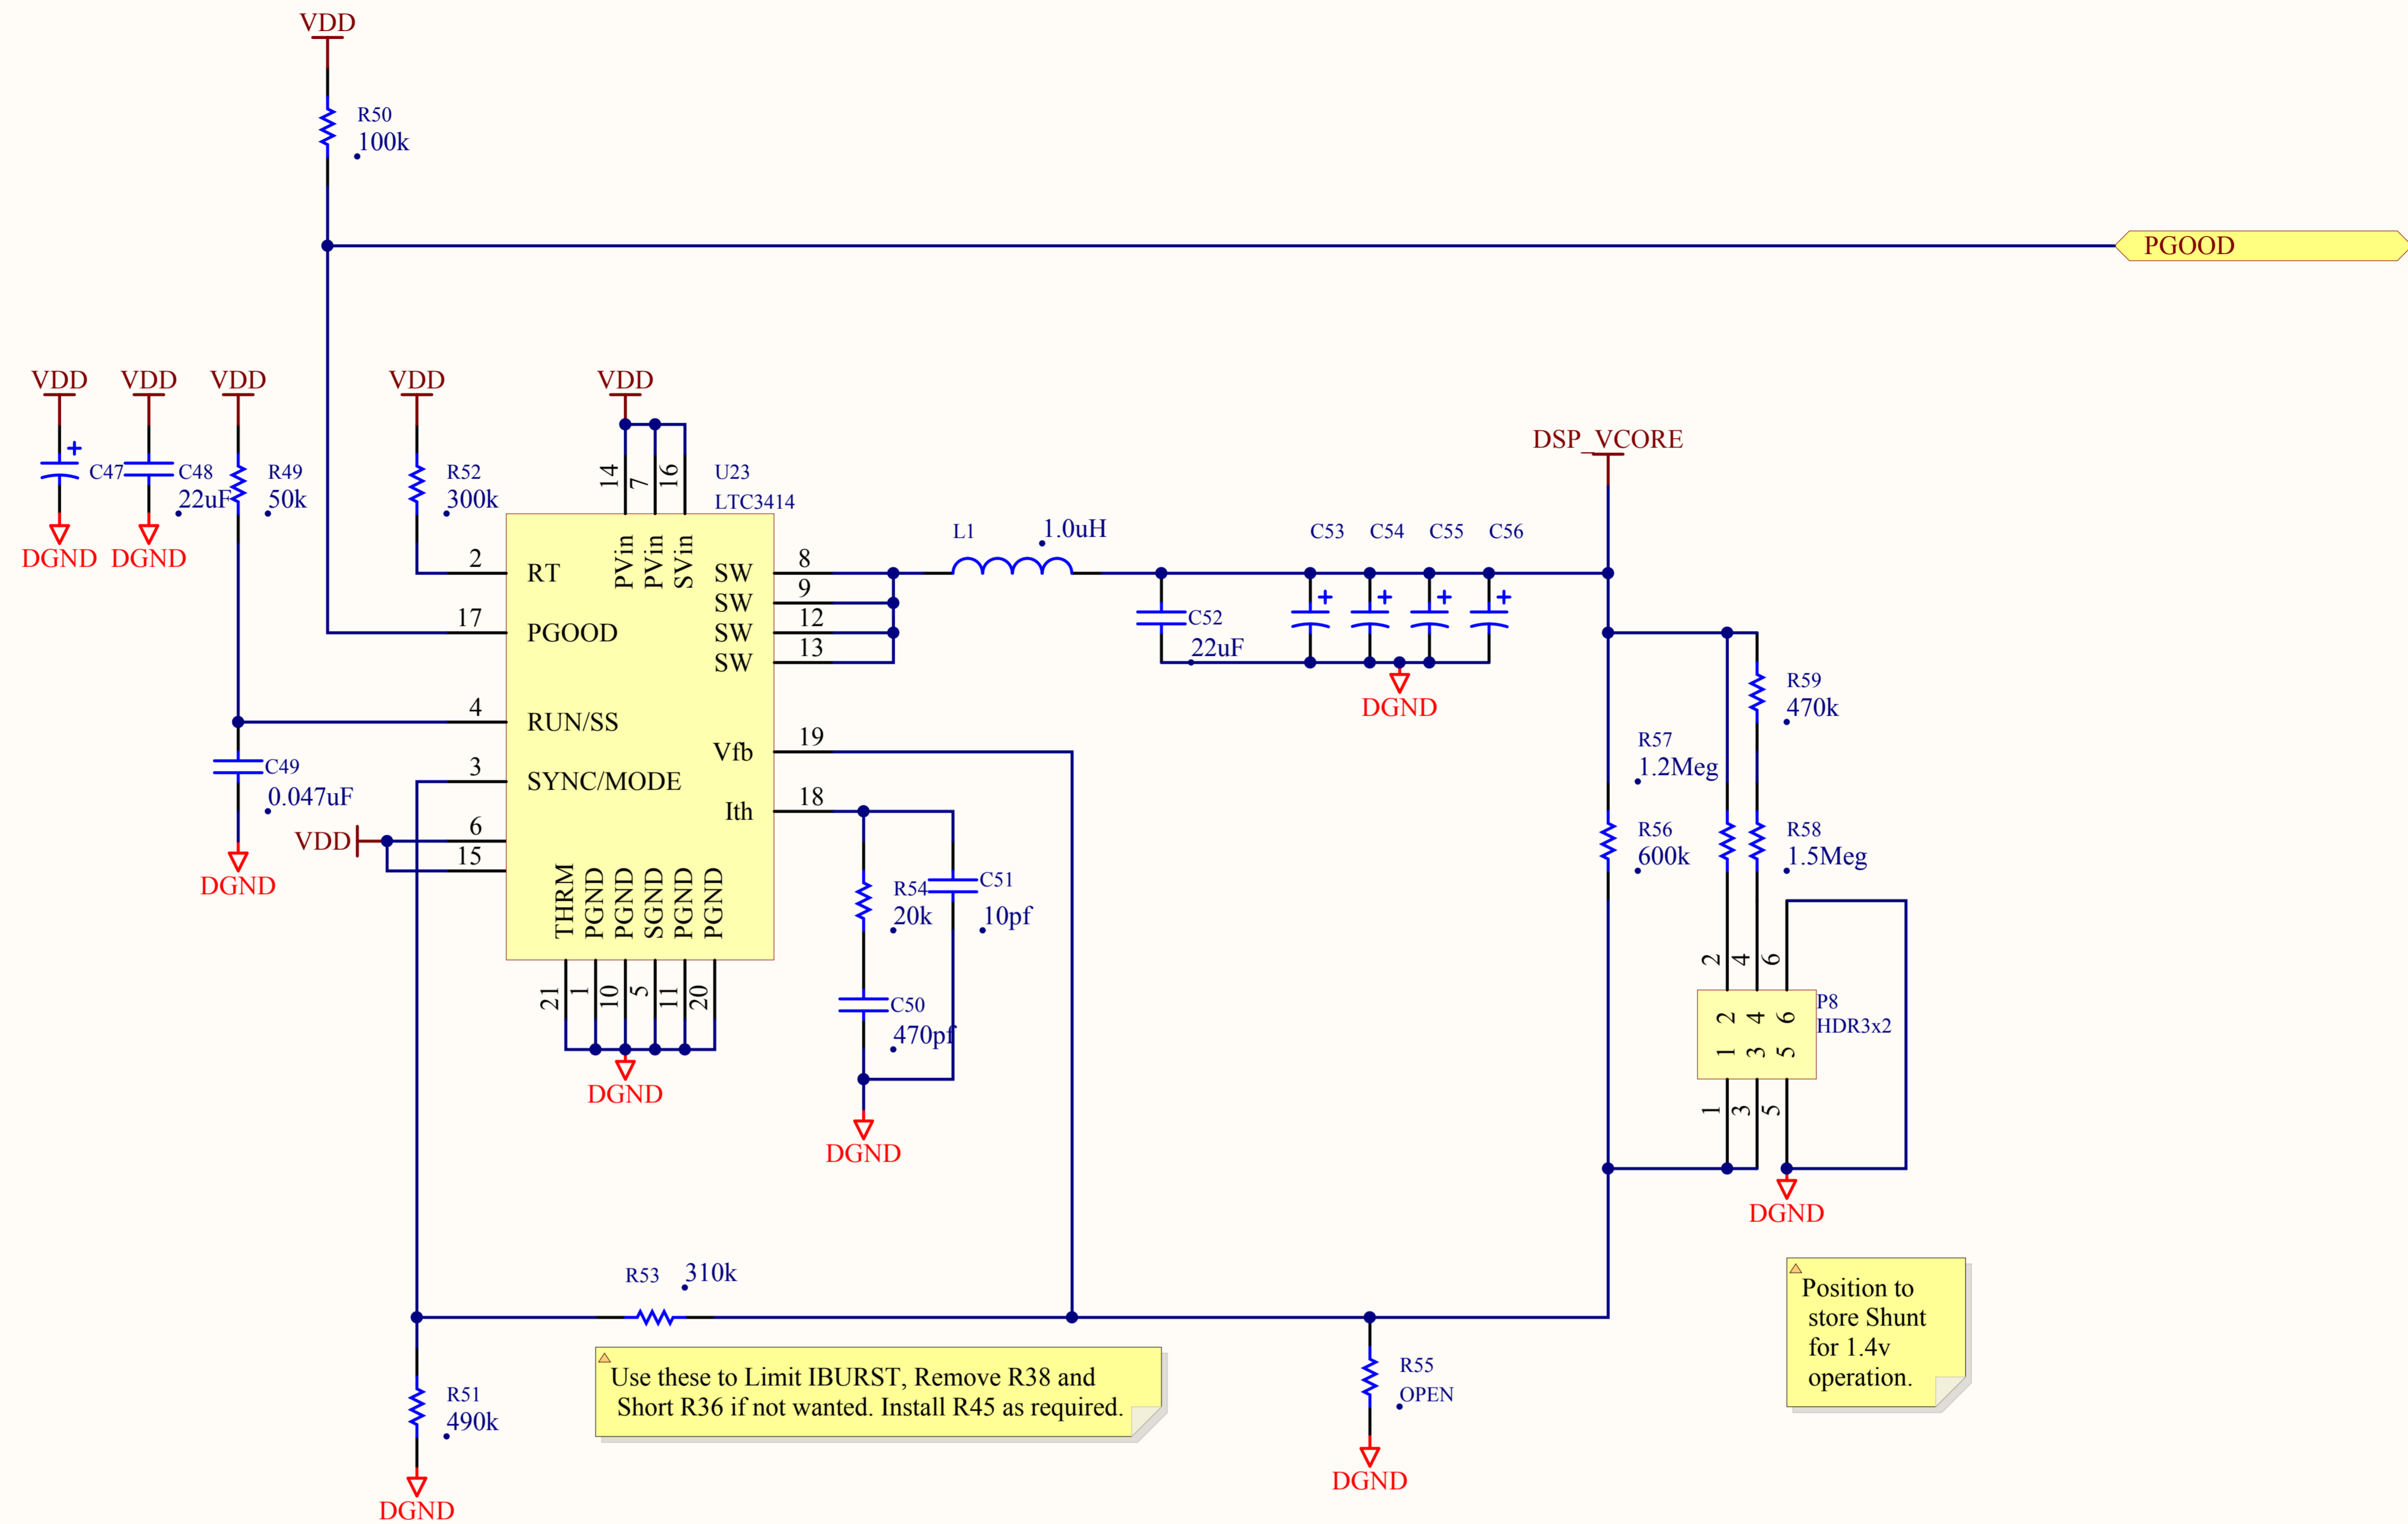 VDD
R50
100k
PGOOD
VDD
VDD
VDD
VDD
VDD
C47
C48
22uF
R49
50k
R52
300k
DGND
DGND
14
7
16
U23
LTC3414
PVin
PVin
SVin
2
RT
17
PGOOD
4
RUN/SS
3
SYNC/MODE
6
15
SW
8
SW
9
SW
12
SW
13
Vfb
19
Ith
18
THRM
PGND
PGND
SGND
PGND
PGND
21
1
10
5
11
20
DGND
C49
0.047uF
DGND
VDD
L1
1.0uH
C52
22uF
C53
C54
C55
C56
DGND
DSP_VCORE
R54
20k
C51
10pf
C50
470pf
DGND
R57
1.2Meg
R56
600k
R59
470k
R58
1.5Meg
2
4
6
2
4
6
1
3
5
P8
HDR3x2
1
3
5
DGND
R53
310k
R51
490k
DGND
Use these to Limit IBURST, Remove R38 and
Short R36 if not wanted. Install R45 as required.
R55
OPEN
DGND
Position to
store Shunt
for 1.4v
operation.